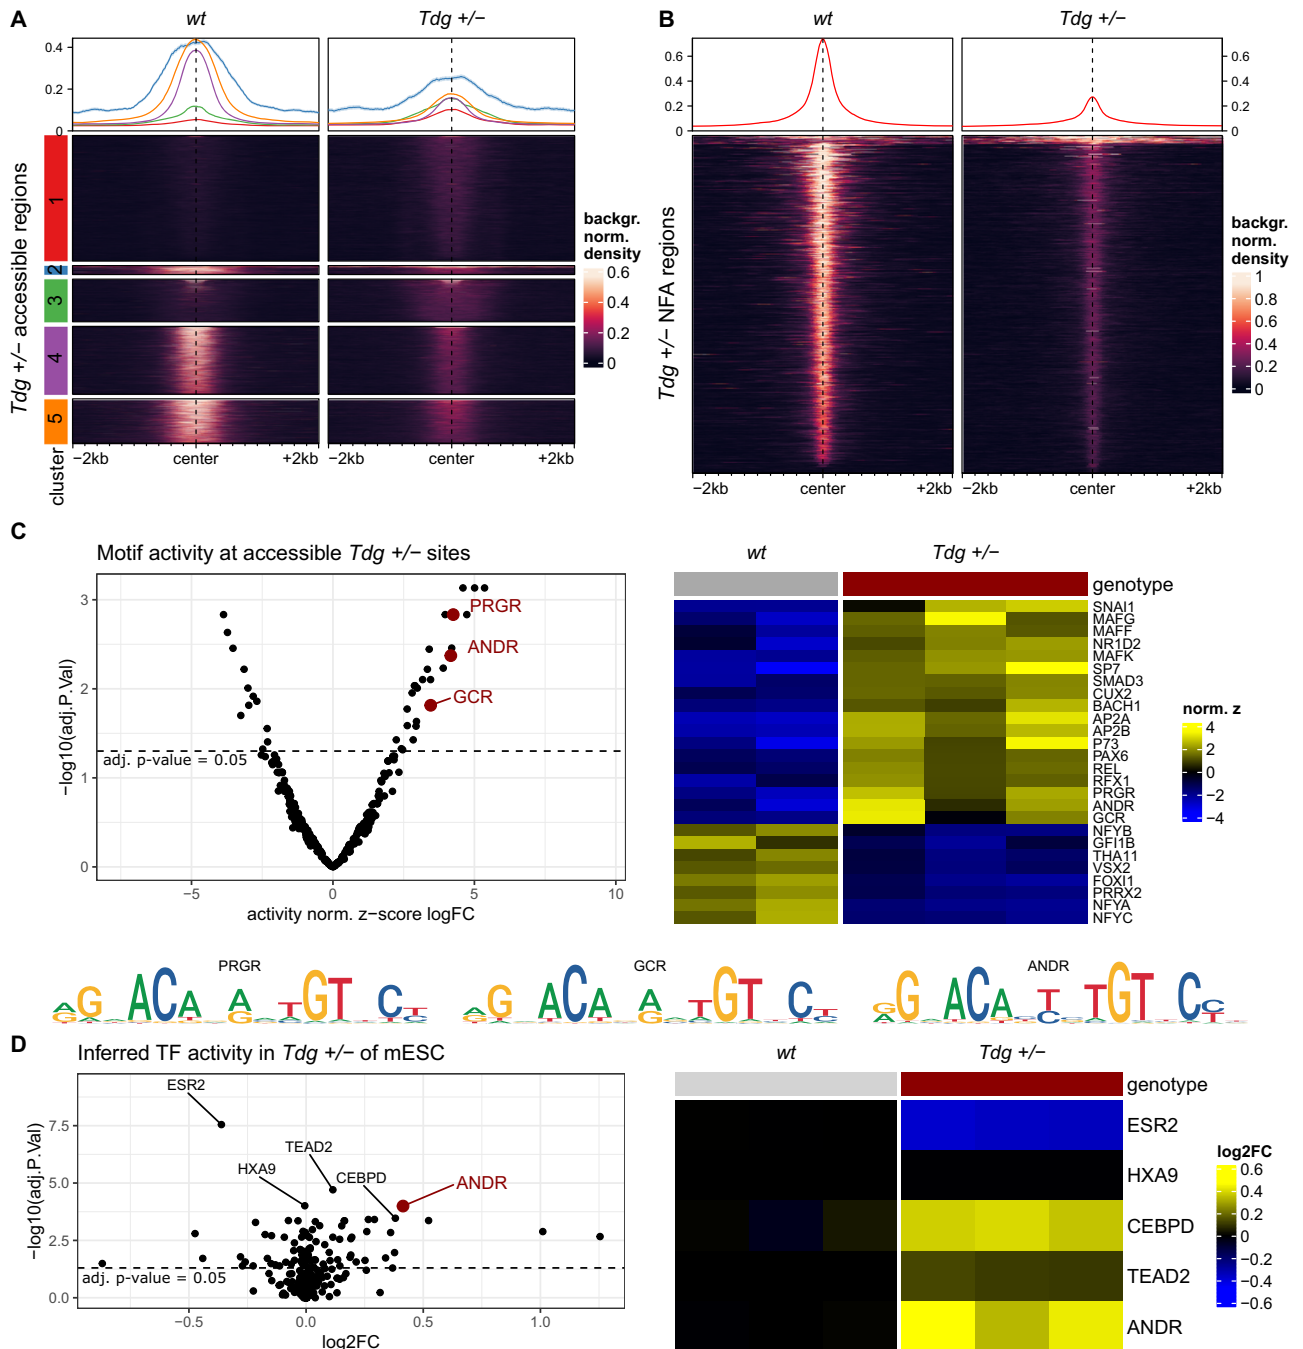 A
wt
Tdg +/−
0.4
0.2
0
Tdg +/− accessible regions
1
2
3
4
5
cluster
−2kb
center
+2kb
−2kb
center
+2kb
backgr.
norm.
density
0.6
0.4
0.2
0
B
wt
Tdg +/−
0.6
0.4
0.2
0
0.6
0.4
0.2
0
Tdg +/− NFA regions
−2kb
center
+2kb
−2kb
center
+2kb
backgr.
norm.
density
1
0.8
0.6
0.4
0.2
0
C
Motif activity at accessible Tdg +/− sites
−log10(adj.P.Val)
3
2
1
0
PRGR
ANDR
GCR
adj. p-value = 0.05
−5
0
5
10
activity norm. z−score logFC
wt
Tdg +/−
genotype
SNAI1
MAFG
MAFF
NR1D2
MAFK
SP7
SMAD3
CUX2
BACH1
AP2A
AP2B
P73
PAX6
REL
RFX1
PRGR
ANDR
GCR
NFYB
GFI1B
THA11
VSX2
FOXI1
PRRX2
NFYA
NFYC
norm. z
4
2
0
−2
−4
PRGR
GCR
ANDR
D
Inferred TF activity in Tdg +/− of mESC
−log10(adj.P.Val)
7.5
5.0
2.5
0.0
ESR2
TEAD2
HXA9
CEBPD
ANDR
adj. p-value = 0.05
−0.5
0.0
0.5
1.0
log2FC
wt
Tdg +/−
genotype
ESR2
HXA9
CEBPD
TEAD2
ANDR
log2FC
0.6
0.4
0.2
0
−0.2
−0.4
−0.6